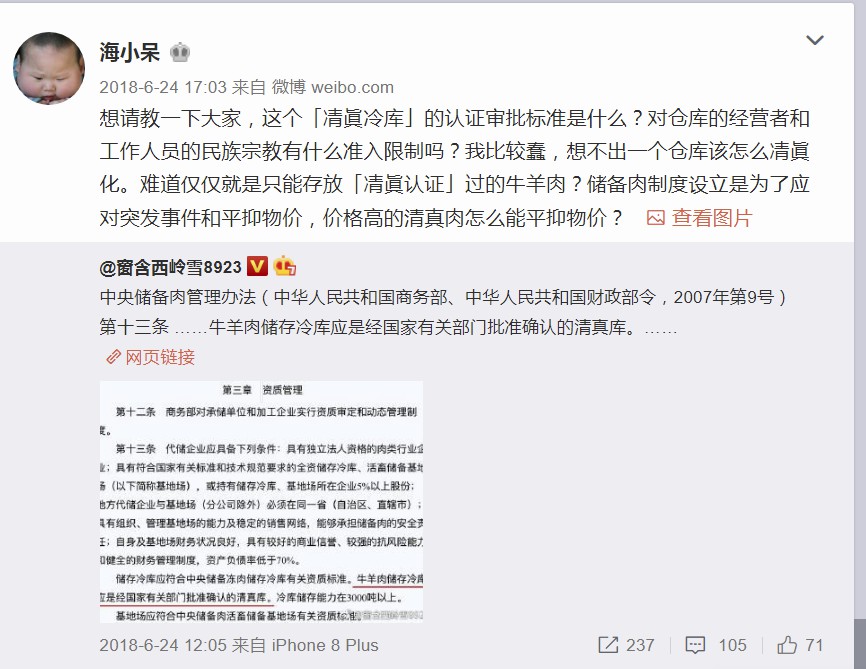 海小呆
2018-6-24 17:03 来自 微博 weibo.com
想请教一下大家，这个「清眞冷库」的认证审批标准是什么？对仓库的经营者和
工作人员的民族宗教有什么准入限制吗？我比较蠢，想不出一个仓库该怎么清眞
化。难道仅仅就是只能存放「清眞认证」过的牛羊肉？储备肉制度设立是为了应
对突发事件和平抑物价，价格高的清真肉怎么能平抑物价？ 查看图片
@窗含西岭雪8923
中央储备肉管理办法（中华人民共和国商务部、中华人民共和国财政部令，2007年第9号）
第十三条 ……牛羊肉储存冷库应是经国家有关部门批准确认的清真库。……
网页链接
第三章 资质管理
第十二条 商务部对承储单位和加工企业实行资质审定和动态管理制
度。
第十三条 代储企业应具备下列条件：具有独立法人资格的肉类行业企
业；具有符合国家有关标准和技术规范要求的全资储存冷库、活畜储备基地
场（以下简称基地场），或持有储存冷库、基地场所在企业5%以上股份；
地方代储企业与基地场（分公司除外）必须在同一省（自治区、直辖市）；
具有组织、管理基地场的能力及稳定的销售网络，能够承担储备肉的安全责
任；自身及基地场财务状况良好，具有较好的商业信誉、较强的抗风险能力
和健全的财务管理制度，资产负债率低于70%。
储存冷库应符合中央储备冻肉储存冷库有关资质标准。牛羊肉储存冷库
应是经国家有关部门批准确认的清真库。冷库储存能力在3000吨以上。
基地场应符合中央储备肉活畜储备基地场有关资质标准。
@窗含西岭雪892
2018-6-24 12:05 来自 iPhone 8 Plus
237
105
71